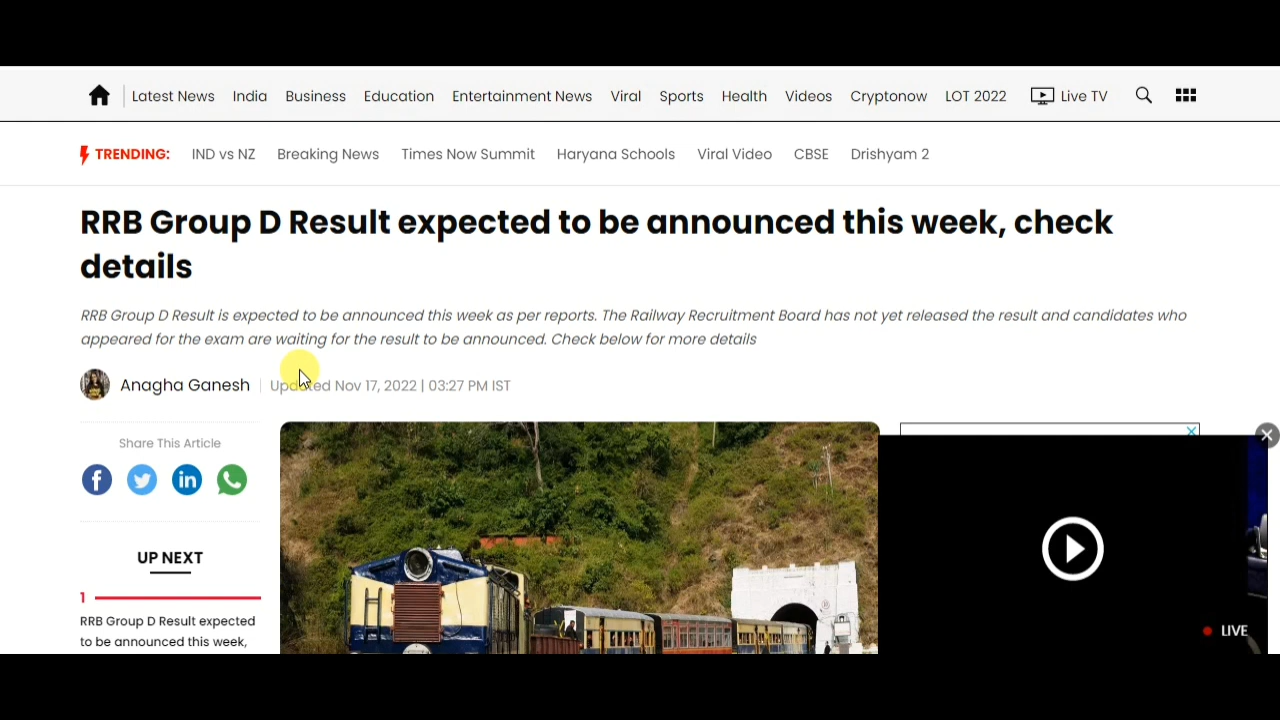 Latest News India Business Education Entertainment News Viral Sports Health Videos Cryptonow LOT 2022 Live TV
TRENDING: IND vs NZ Breaking News Times Now Summit Haryana Schools Viral Video CBSE Drishyam 2
RRB Group D Result expected to be announced this week, check
details
RRB Group D Result is expected to be announced this week as per reports. The Railway Recruitment Board has not yet released the result and candidates who
appeared for the exam are waiting for the result to be announced. Check below for more details
Anagha Ganesh Updated Nov 17, 2022 | 03:27 PM IST
Share This Article
UP NEXT
1
RRB Group D Result expected
to be announced this week,
LIVE